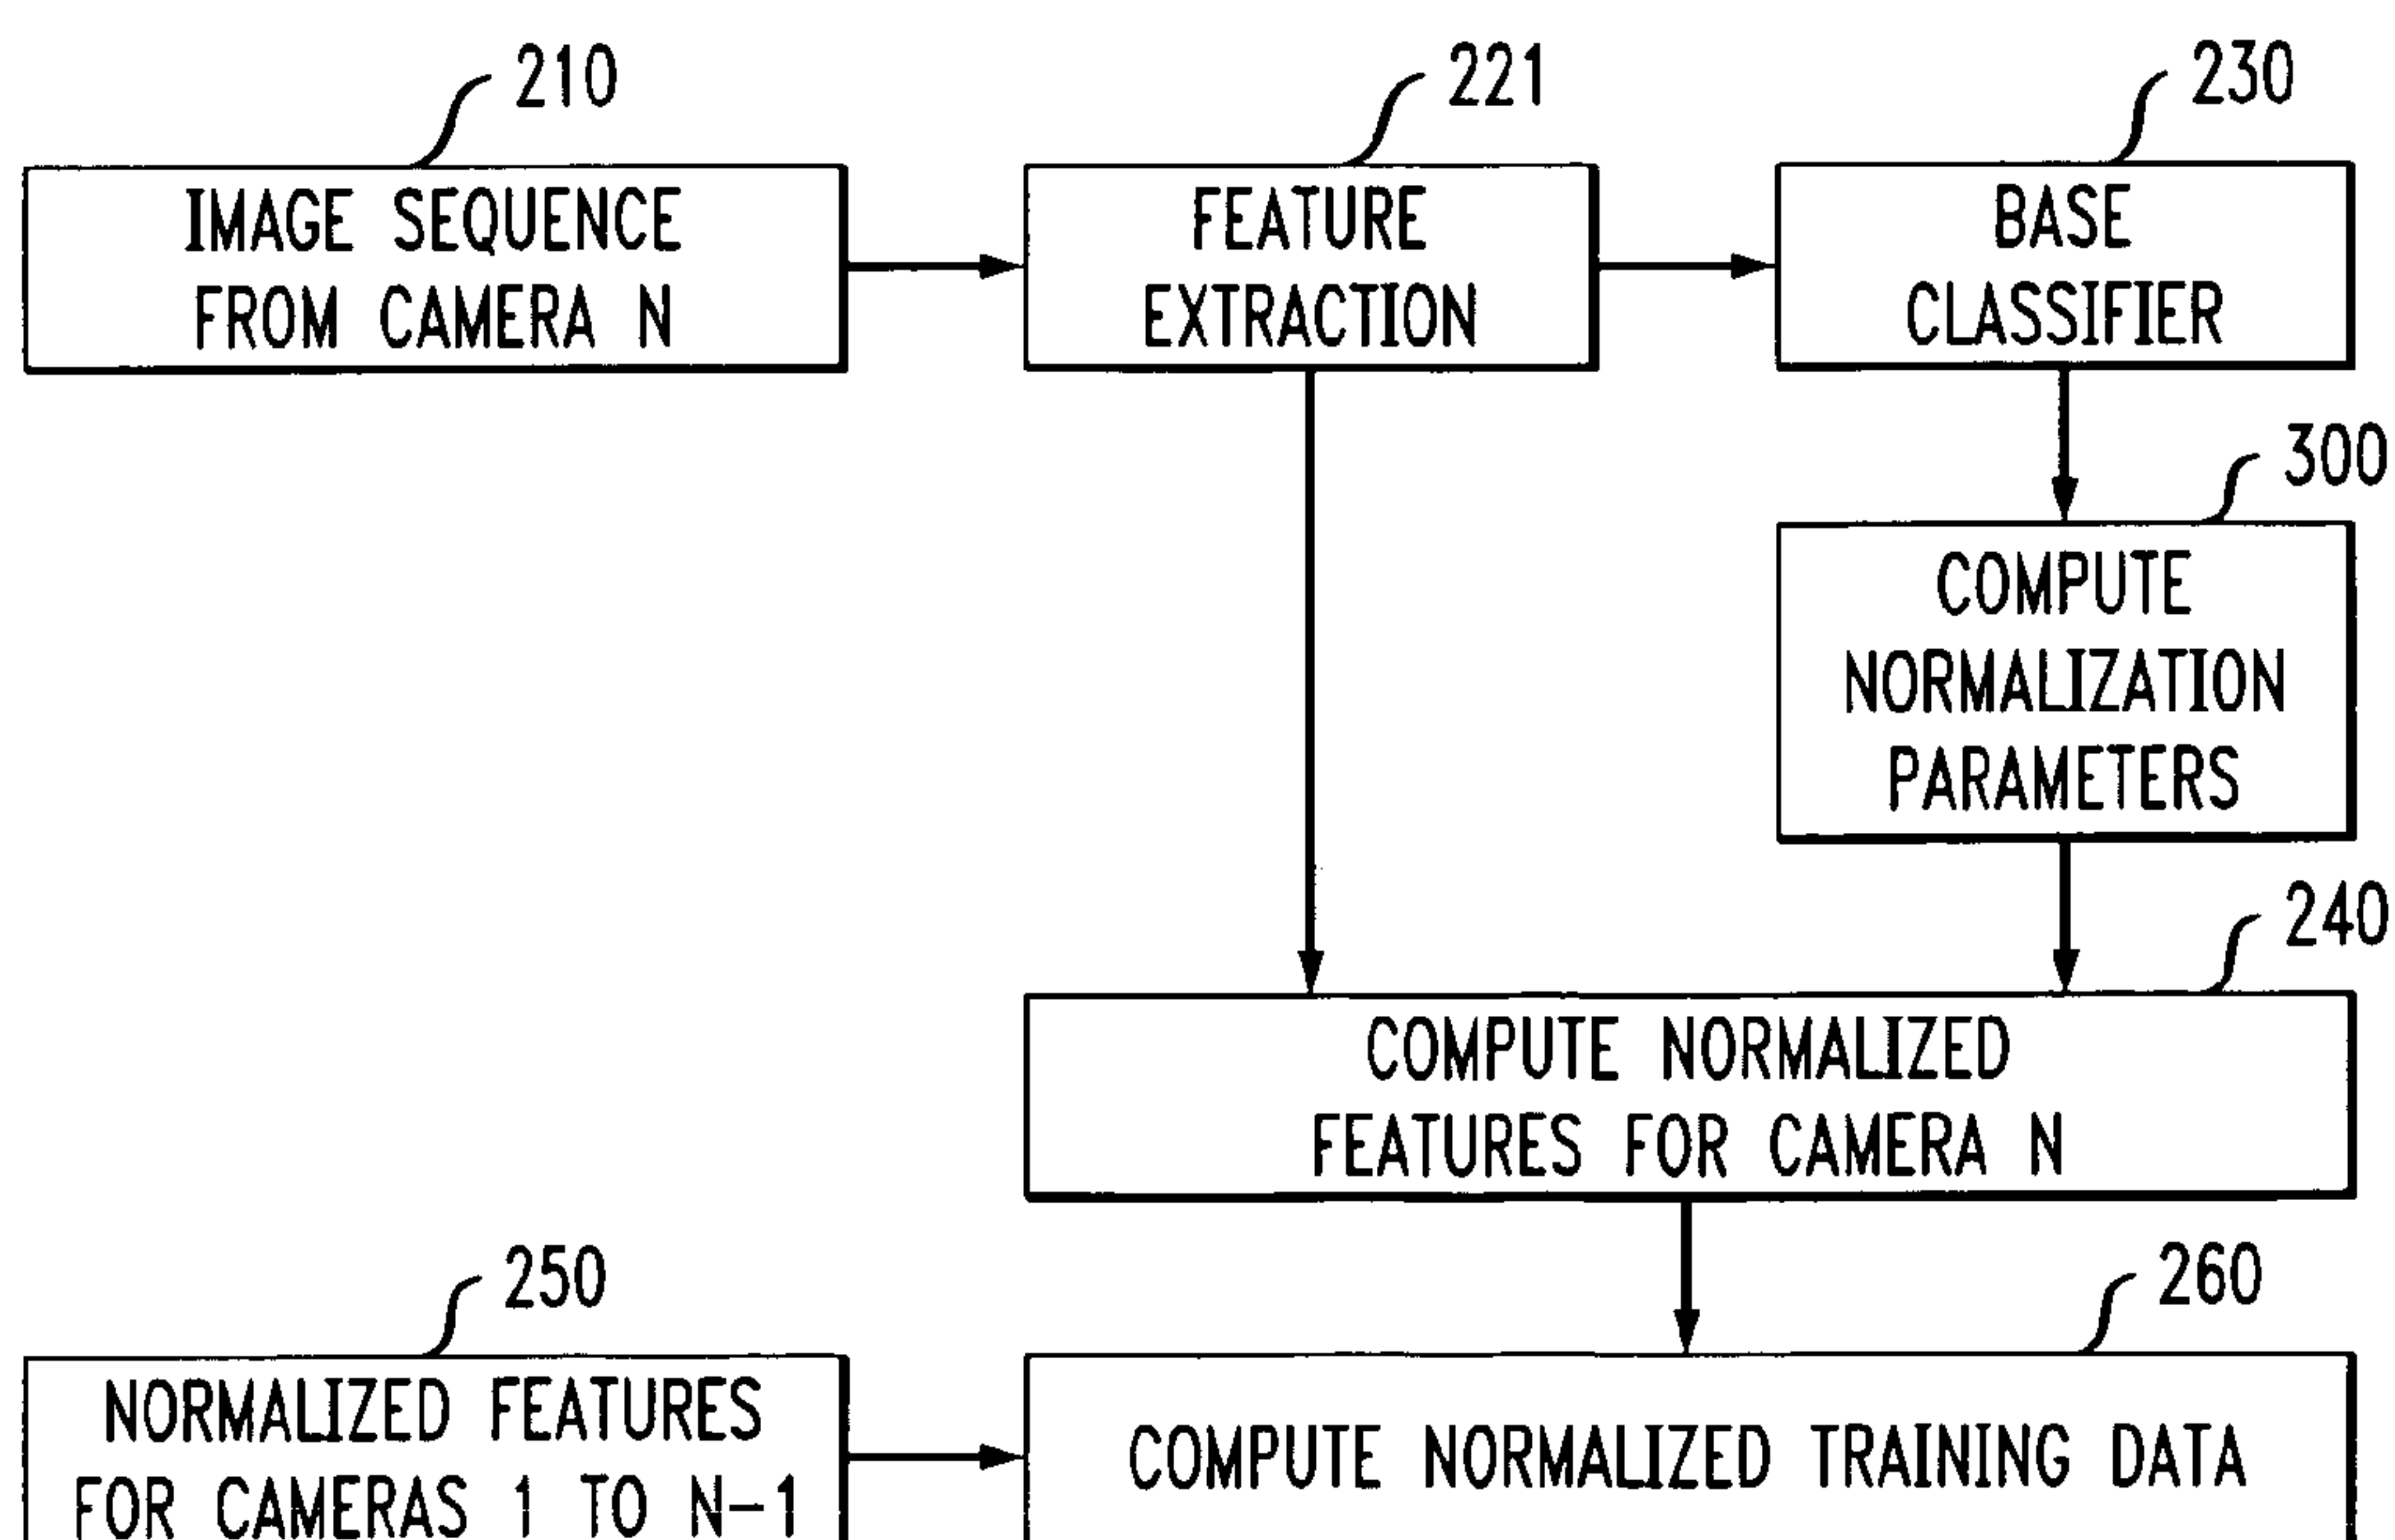 210
IMAGE SEQUENCE
FROM CAMERA N
221
FEATURE
EXTRACTION
230
BASE
CLASSIFIER
300
COMPUTE
NORMALIZATION
PARAMETERS
240
COMPUTE NORMALIZED
FEATURES FOR CAMERA N
250
NORMALIZED FEATURES
FOR CAMERAS 1 TO N-1
260
COMPUTE NORMALIZED TRAINING DATA